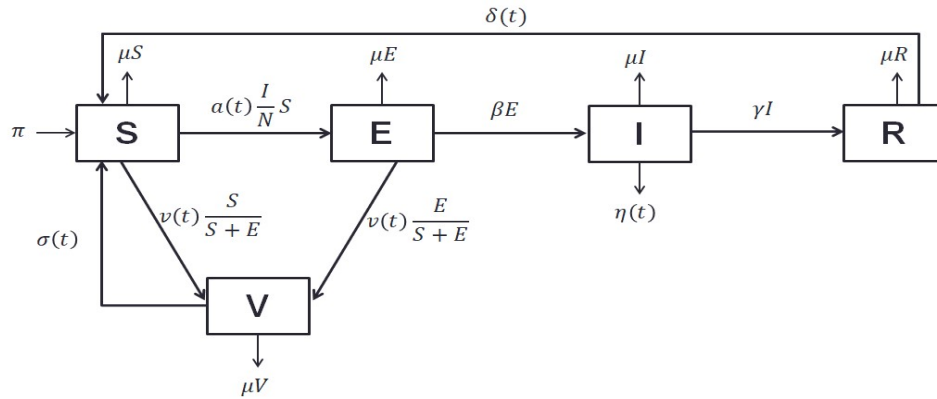 δ(t)
μS
μE
μI
μR
π
S
a(t) I/N S
E
βE
I
γI
R
v(t) S/(S + E)
v(t) E/(S + E)
η(t)
σ(t)
V
μV